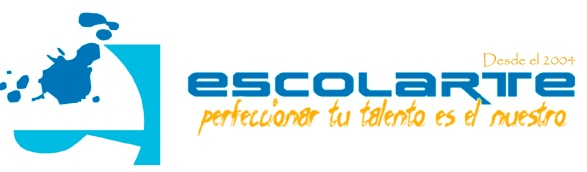 Desde el 2004
ESCOLARTE
perfeccionar tu talento es el nuestro